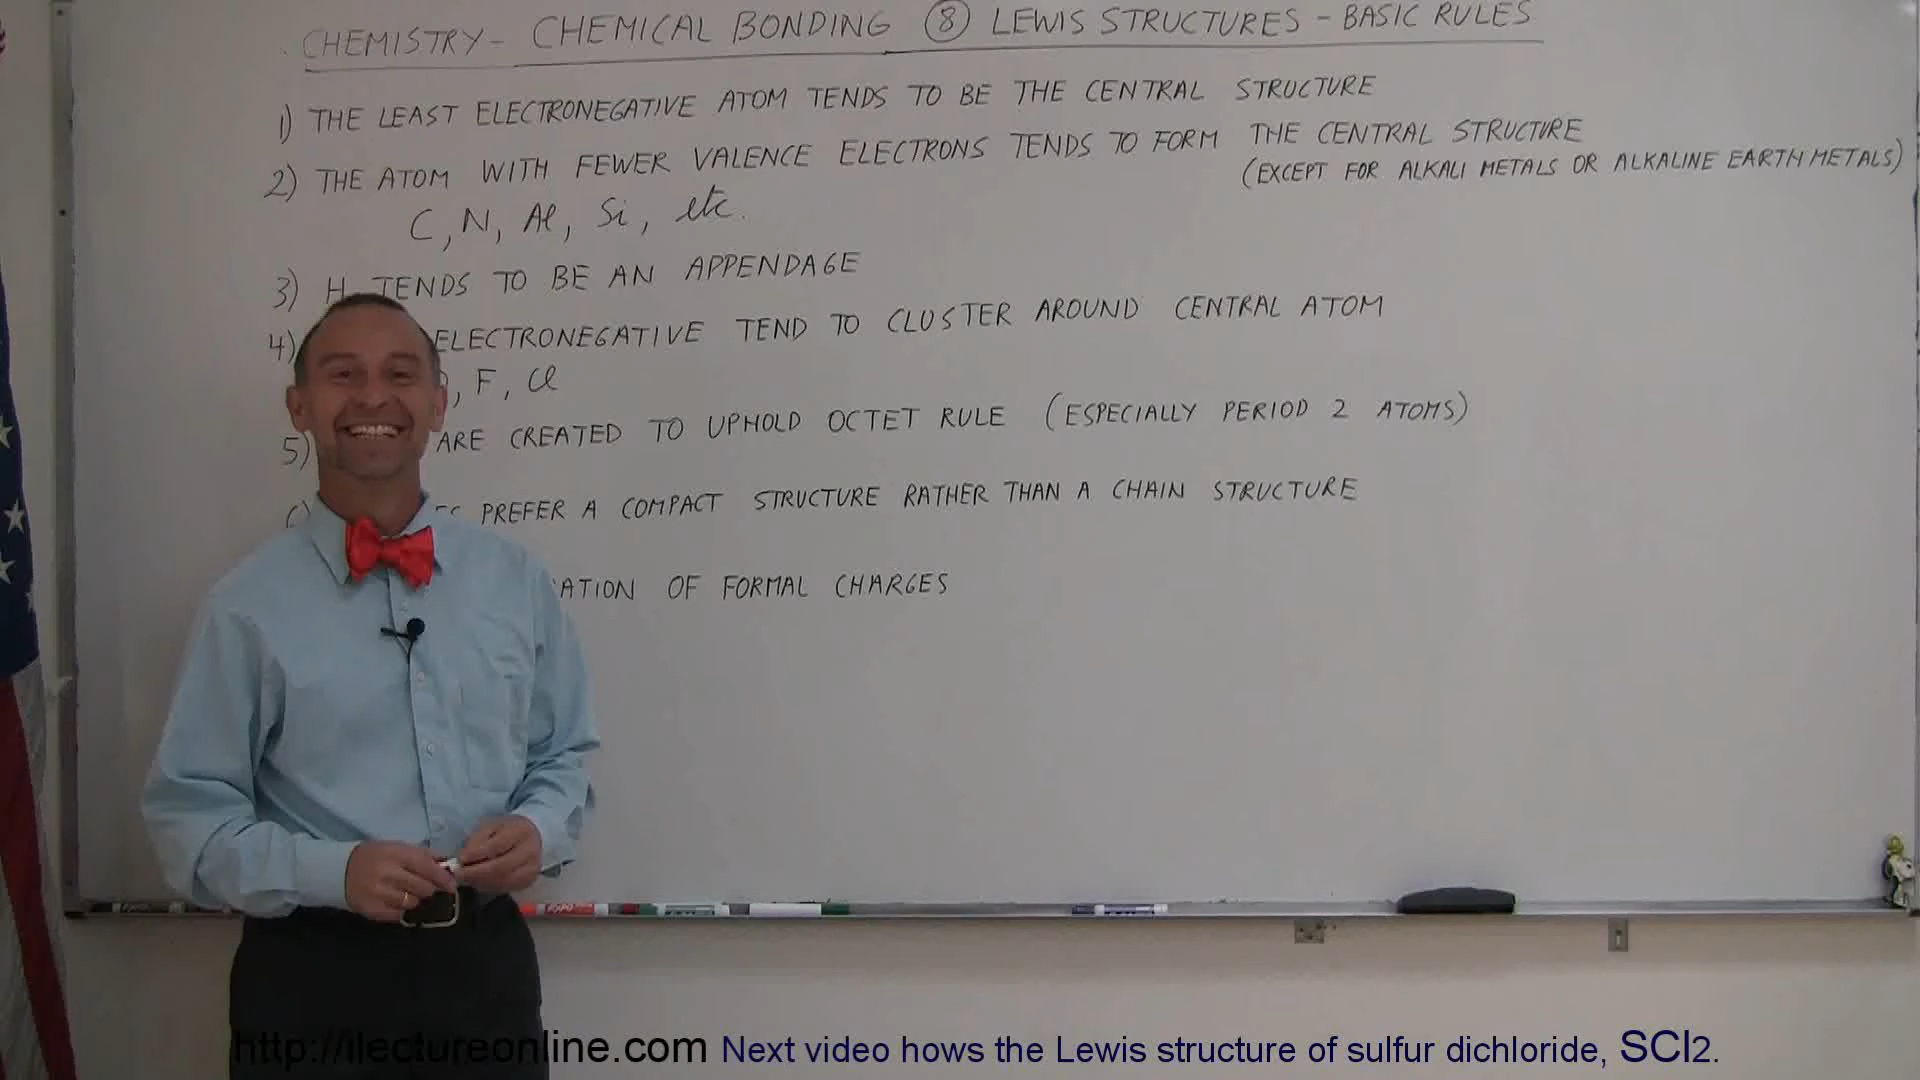 CHEMISTRY - CHEMICAL BONDING ⑧ LEWIS STRUCTURES - BASIC RULES
1) THE LEAST ELECTRONEGATIVE ATOM TENDS TO BE THE CENTRAL STRUCTURE
2) THE ATOM WITH FEWER VALENCE ELECTRONS TENDS TO FORM THE CENTRAL STRUCTURE
(EXCEPT FOR ALKALI METALS OR ALKALINE EARTH METALS)
C, N, Al, Si, etc.
3) H TENDS TO BE AN APPENDAGE
4) ELECTRONEGATIVE TEND TO CLUSTER AROUND CENTRAL ATOM
, F, Cl
5) ARE CREATED TO UPHOLD OCTET RULE (ESPECIALLY PERIOD 2 ATOMS)
PREFER A COMPACT STRUCTURE RATHER THAN A CHAIN STRUCTURE
OF FORMAL CHARGES
EXPO
http://ilectureonline.com Next video hows the Lewis structure of sulfur dichloride, SCl2.